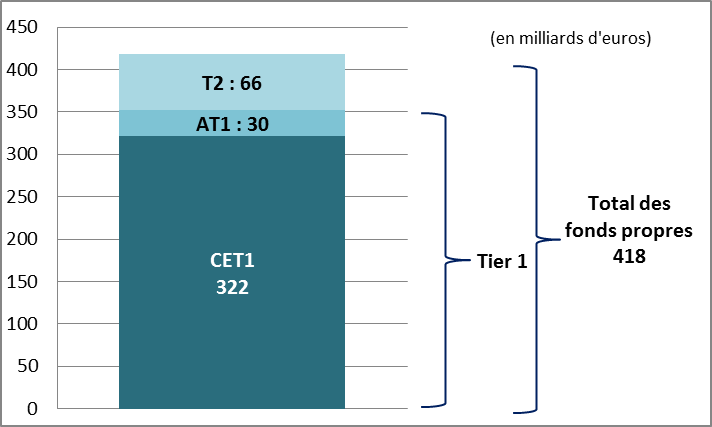 (en milliards d'euros)
450
400
350
300
250
200
150
100
50
0
T2 : 66
AT1 : 30
CET1
322
Tier 1
Total des
fonds propres
418